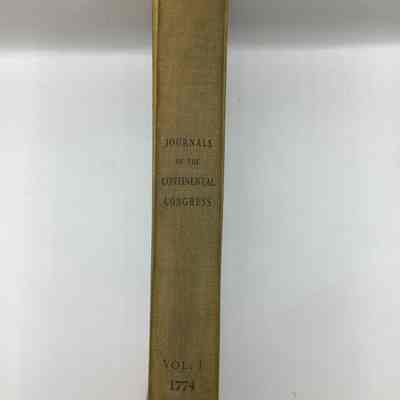 JOURNALS
OF THE
CONTINENTAL
CONGRESS
VOL. I
1774